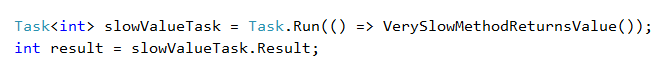 Task<int> slowValueTask = Task.Run(() => VerySlowMethodReturnsValue());
int result = slowValueTask.Result;